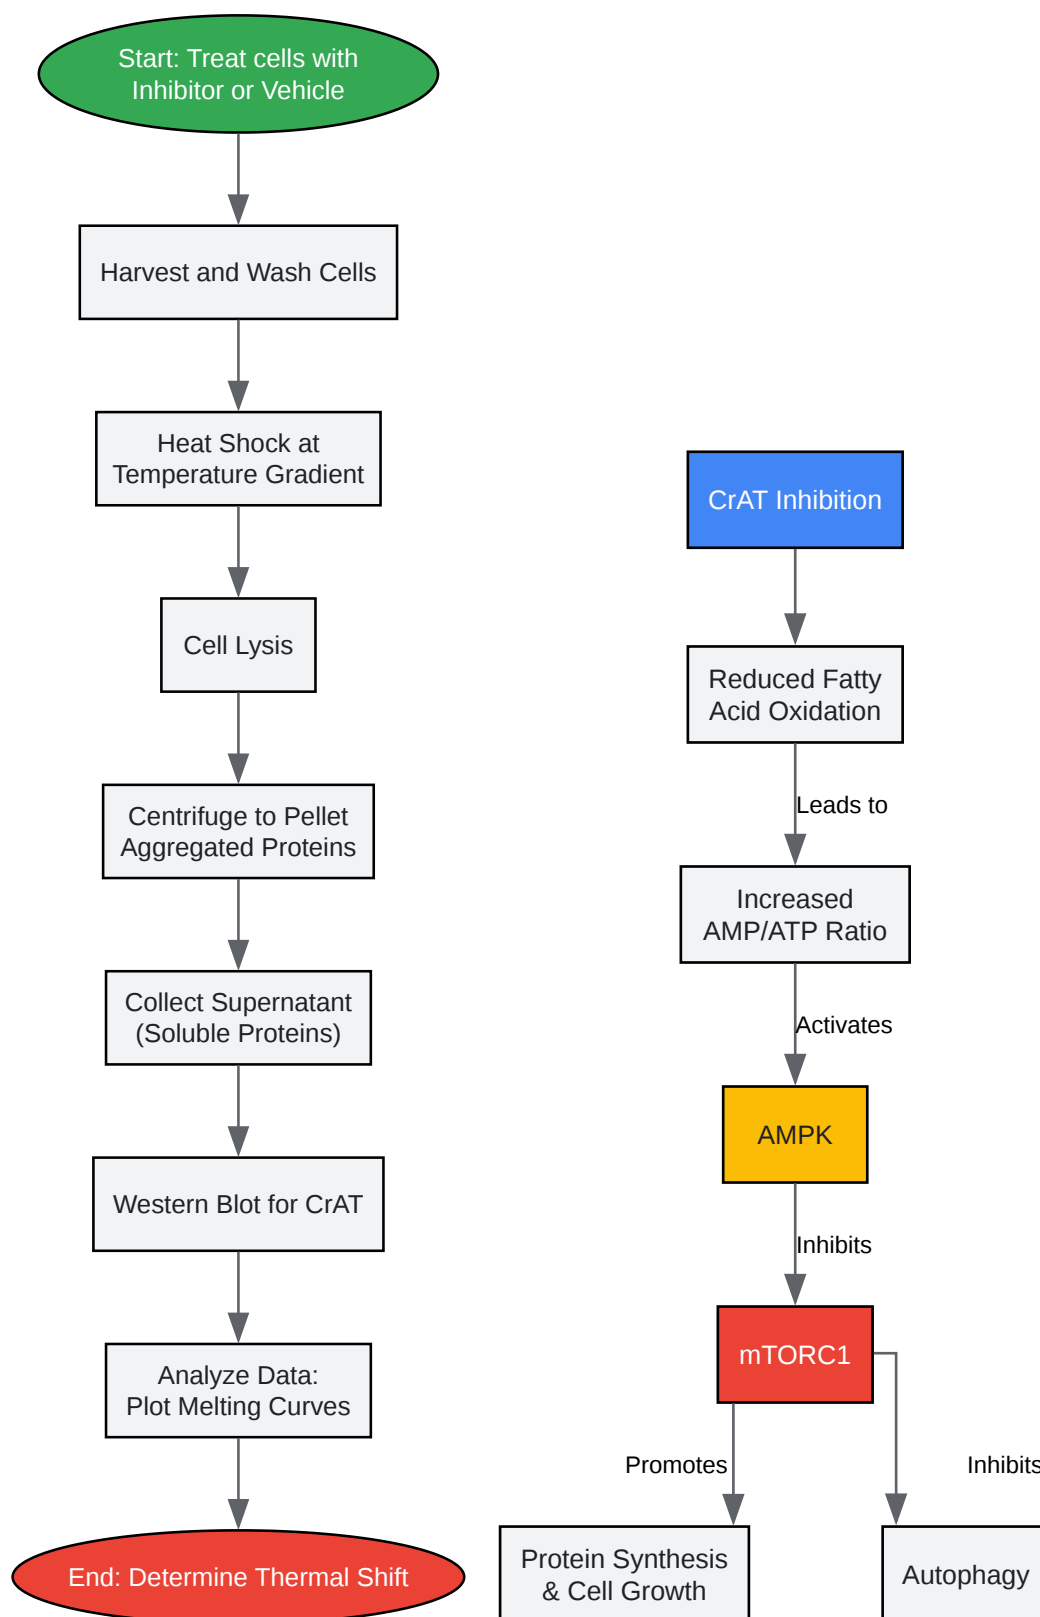 Start: Treat cells with
Inhibitor or Vehicle
Harvest and Wash Cells
Heat Shock at
Temperature Gradient
Cell Lysis
Centrifuge to Pellet
Aggregated Proteins
Collect Supernatant
(Soluble Proteins)
Western Blot for CrAT
Analyze Data:
Plot Melting Curves
End: Determine Thermal Shift
CrAT Inhibition
Reduced Fatty
Acid Oxidation
Leads to
Increased
AMP/ATP Ratio
Activates
AMPK
Inhibits
mTORC1
Promotes
Inhibits
Protein Synthesis
& Cell Growth
Autophagy